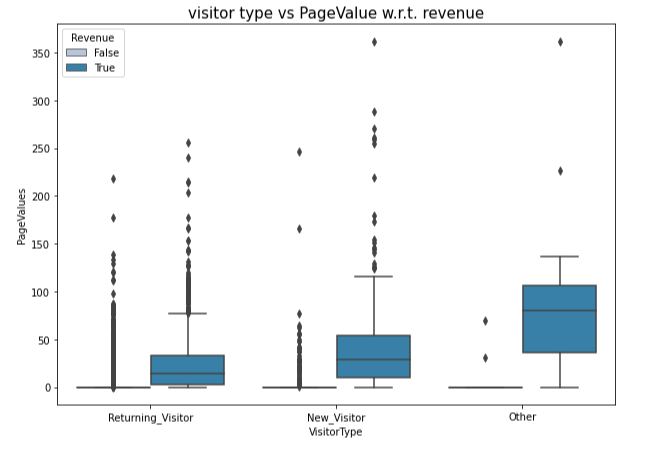 visitor type vs PageValue w.r.t. revenue
Revenue
False
True
PageValues
350
300
250
200
150
100
50
0
Returning_Visitor
New_Visitor
Other
VisitorType